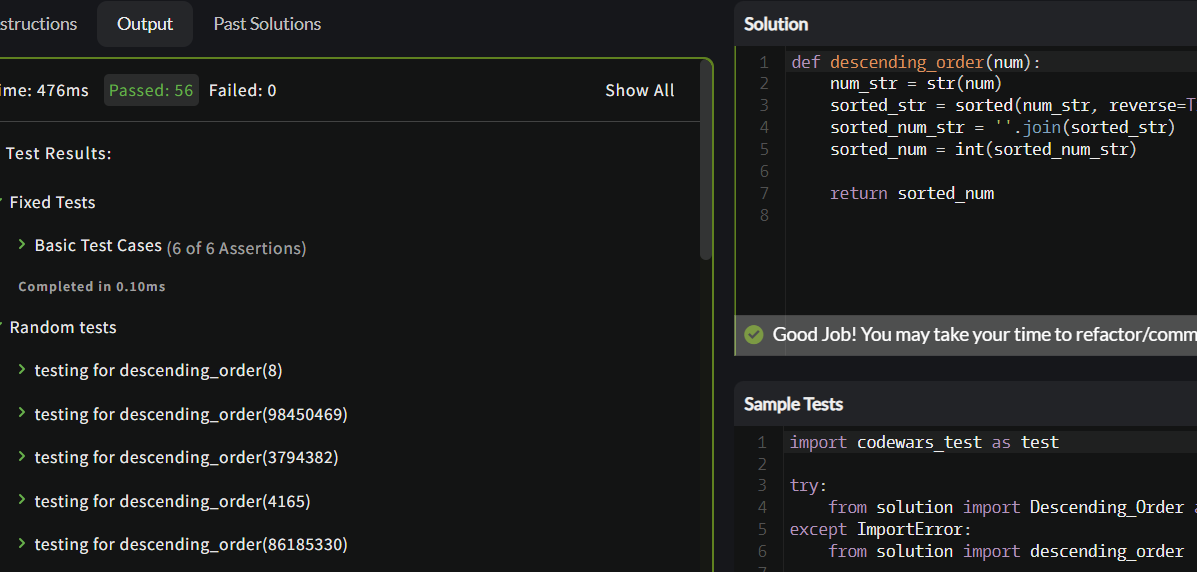 structions Output Past Solutions
ime: 476ms Passed: 56 Failed: 0 Show All
Test Results:
Fixed Tests
Basic Test Cases (6 of 6 Assertions)
Completed in 0.10ms
Random tests
testing for descending_order(8)
testing for descending_order(98450469)
testing for descending_order(3794382)
testing for descending_order(4165)
testing for descending_order(86185330)
Solution
1 def descending_order(num):
2 num_str = str(num)
3 sorted_str = sorted(num_str, reverse=T
4 sorted_num_str = ''.join(sorted_str)
5 sorted_num = int(sorted_num_str)
6
7 return sorted_num
8
Good Job! You may take your time to refactor/comm
Sample Tests
1 import codewars_test as test
2
3 try:
4 from solution import Descending_Order a
5 except ImportError:
6 from solution import descending_order
7